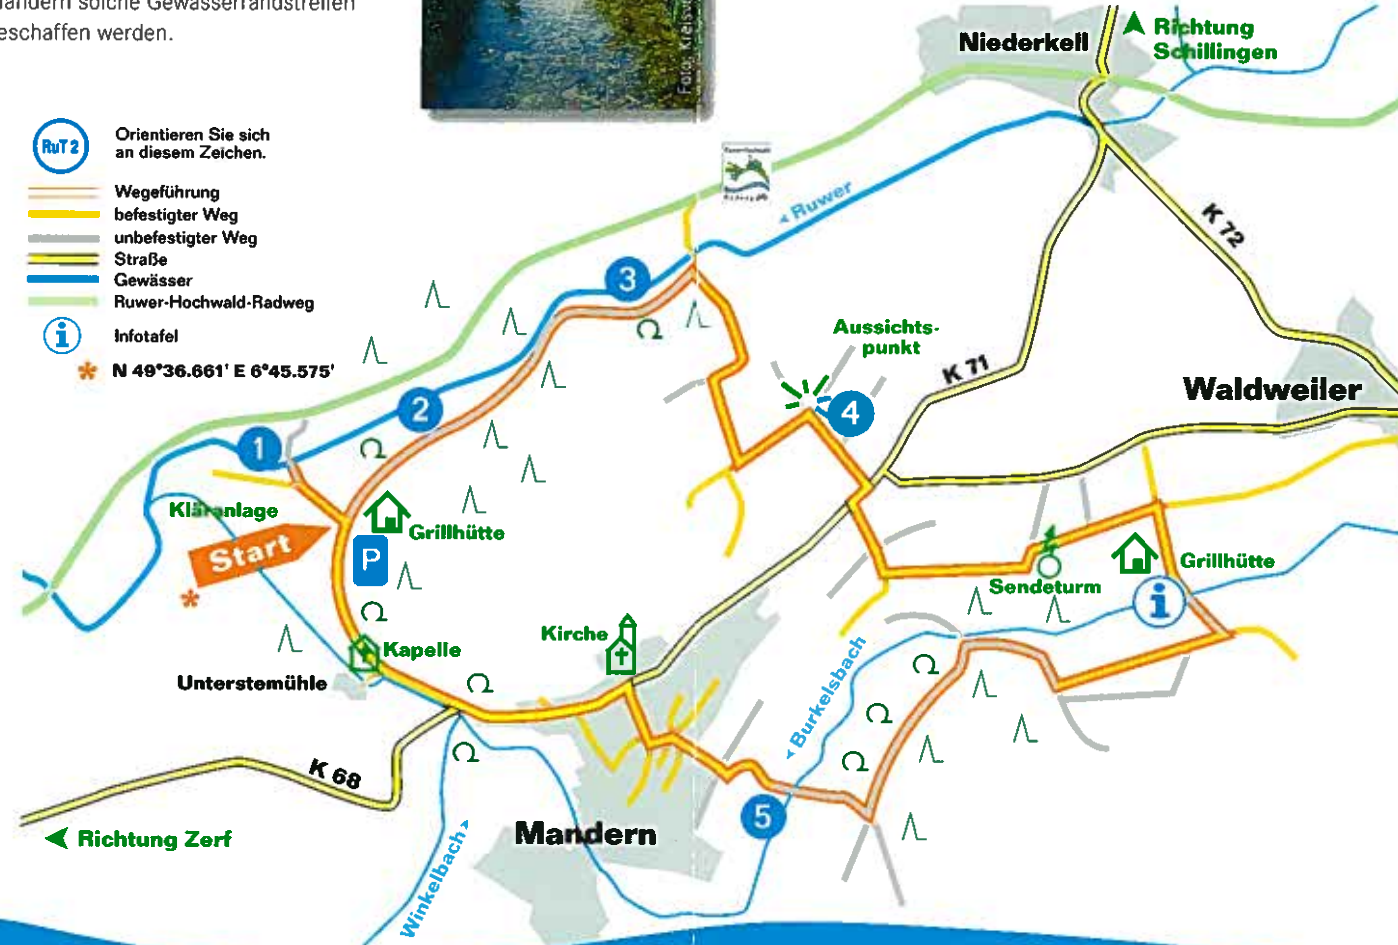 solche Gewässerrandstreifen
werden.
RuT 2
Orientieren Sie sich
an diesem Zeichen.
Wegeführung
befestigter Weg
unbefestigter Weg
Straße
Gewässer
Ruwer-Hochwald-Radweg
i
Infotafel
* N 49°36.661' E 6°45.575'
Niederkell
Richtung
Schillingen
Ruwer
K 72
3
Aussichts-
punkt
K 71
Waldweiler
2
4
1
Kläranlage
Grillhütte
Start
P
Sendeturm
Grillhütte
i
*
Kirche
Kapelle
Unterstemühle
Burkelsbach
K 68
5
Richtung Zerf
Mandern
Winkelbach